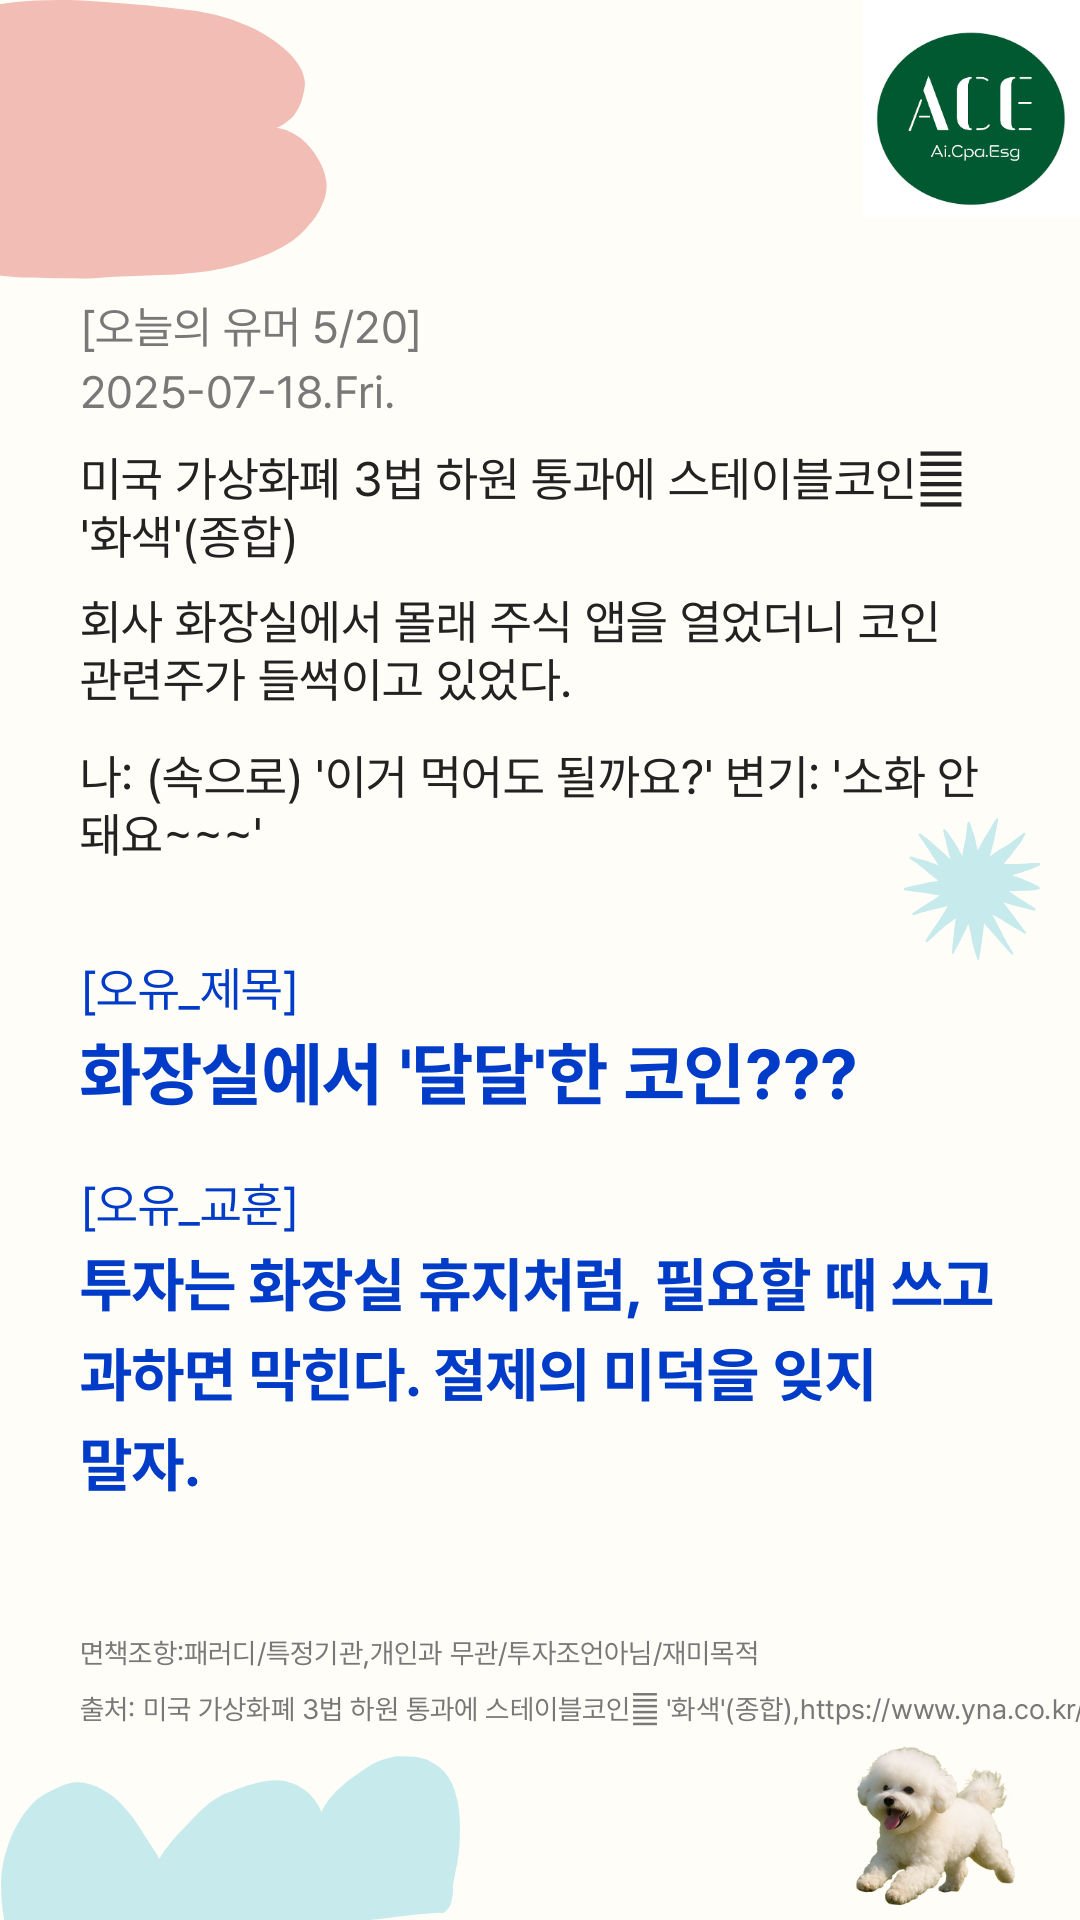 ACE
Ai.Cpa.Esg
[오늘의 유머 5/20]
2025-07-18.Fri.
미국 가상화폐 3법 하원 통과에 스테이블코인䷁
'화색'(종합)
회사 화장실에서 몰래 주식 앱을 열었더니 코인
관련주가 들썩이고 있었다.
나: (속으로) '이거 먹어도 될까요?' 변기: '소화 안
돼요~~~'
[오유_제목]
화장실에서 '달달'한 코인???
[오유_교훈]
투자는 화장실 휴지처럼, 필요할 때 쓰고
과하면 막힌다. 절제의 미덕을 잊지
말자.
면책조항:패러디/특정기관,개인과 무관/투자조언아님/재미목적
출처: 미국 가상화폐 3법 하원 통과에 스테이블코인䷁ '화색'(종합),https://www.yna.co.kr/